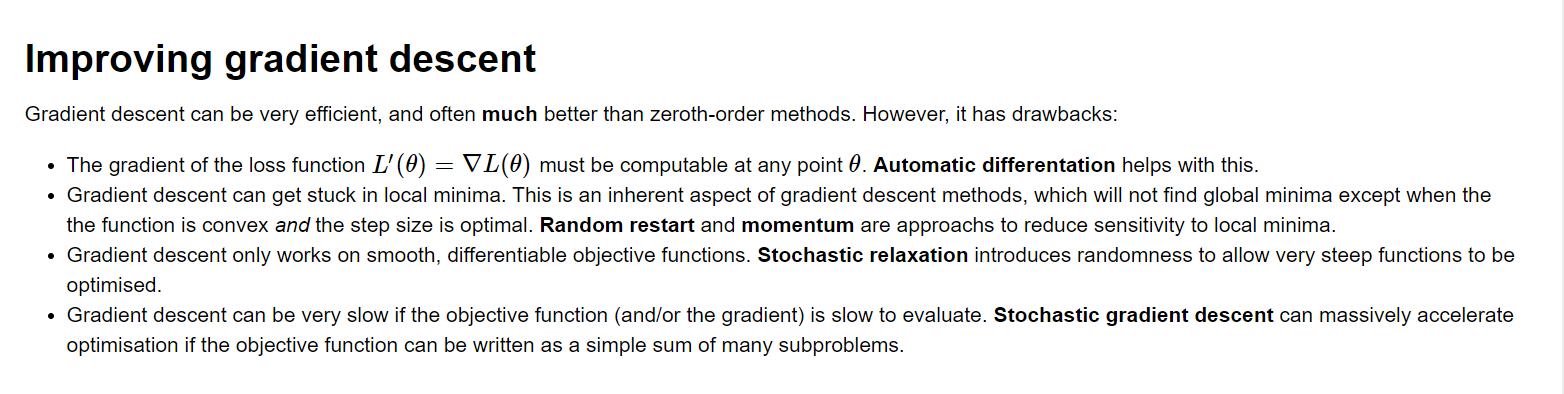 Improving gradient descent
Gradient descent can be very efficient, and often much better than zeroth-order methods. However, it has drawbacks:
• The gradient of the loss function L′(θ) = ∇L(θ) must be computable at any point θ. Automatic differentation helps with this.
• Gradient descent can get stuck in local minima. This is an inherent aspect of gradient descent methods, which will not find global minima except when the
the function is convex and the step size is optimal. Random restart and momentum are approachs to reduce sensitivity to local minima.
• Gradient descent only works on smooth, differentiable objective functions. Stochastic relaxation introduces randomness to allow very steep functions to be
optimised.
• Gradient descent can be very slow if the objective function (and/or the gradient) is slow to evaluate. Stochastic gradient descent can massively accelerate
optimisation if the objective function can be written as a simple sum of many subproblems.